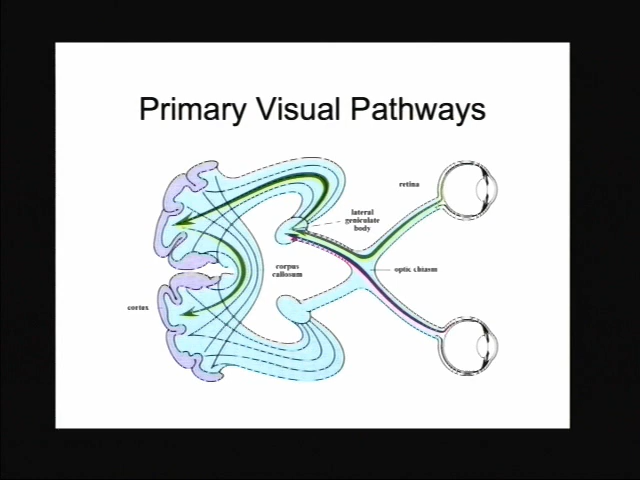 Primary Visual Pathways
retina
lateral
geniculate
body
corpus
callosum
optic chiasm
cortex